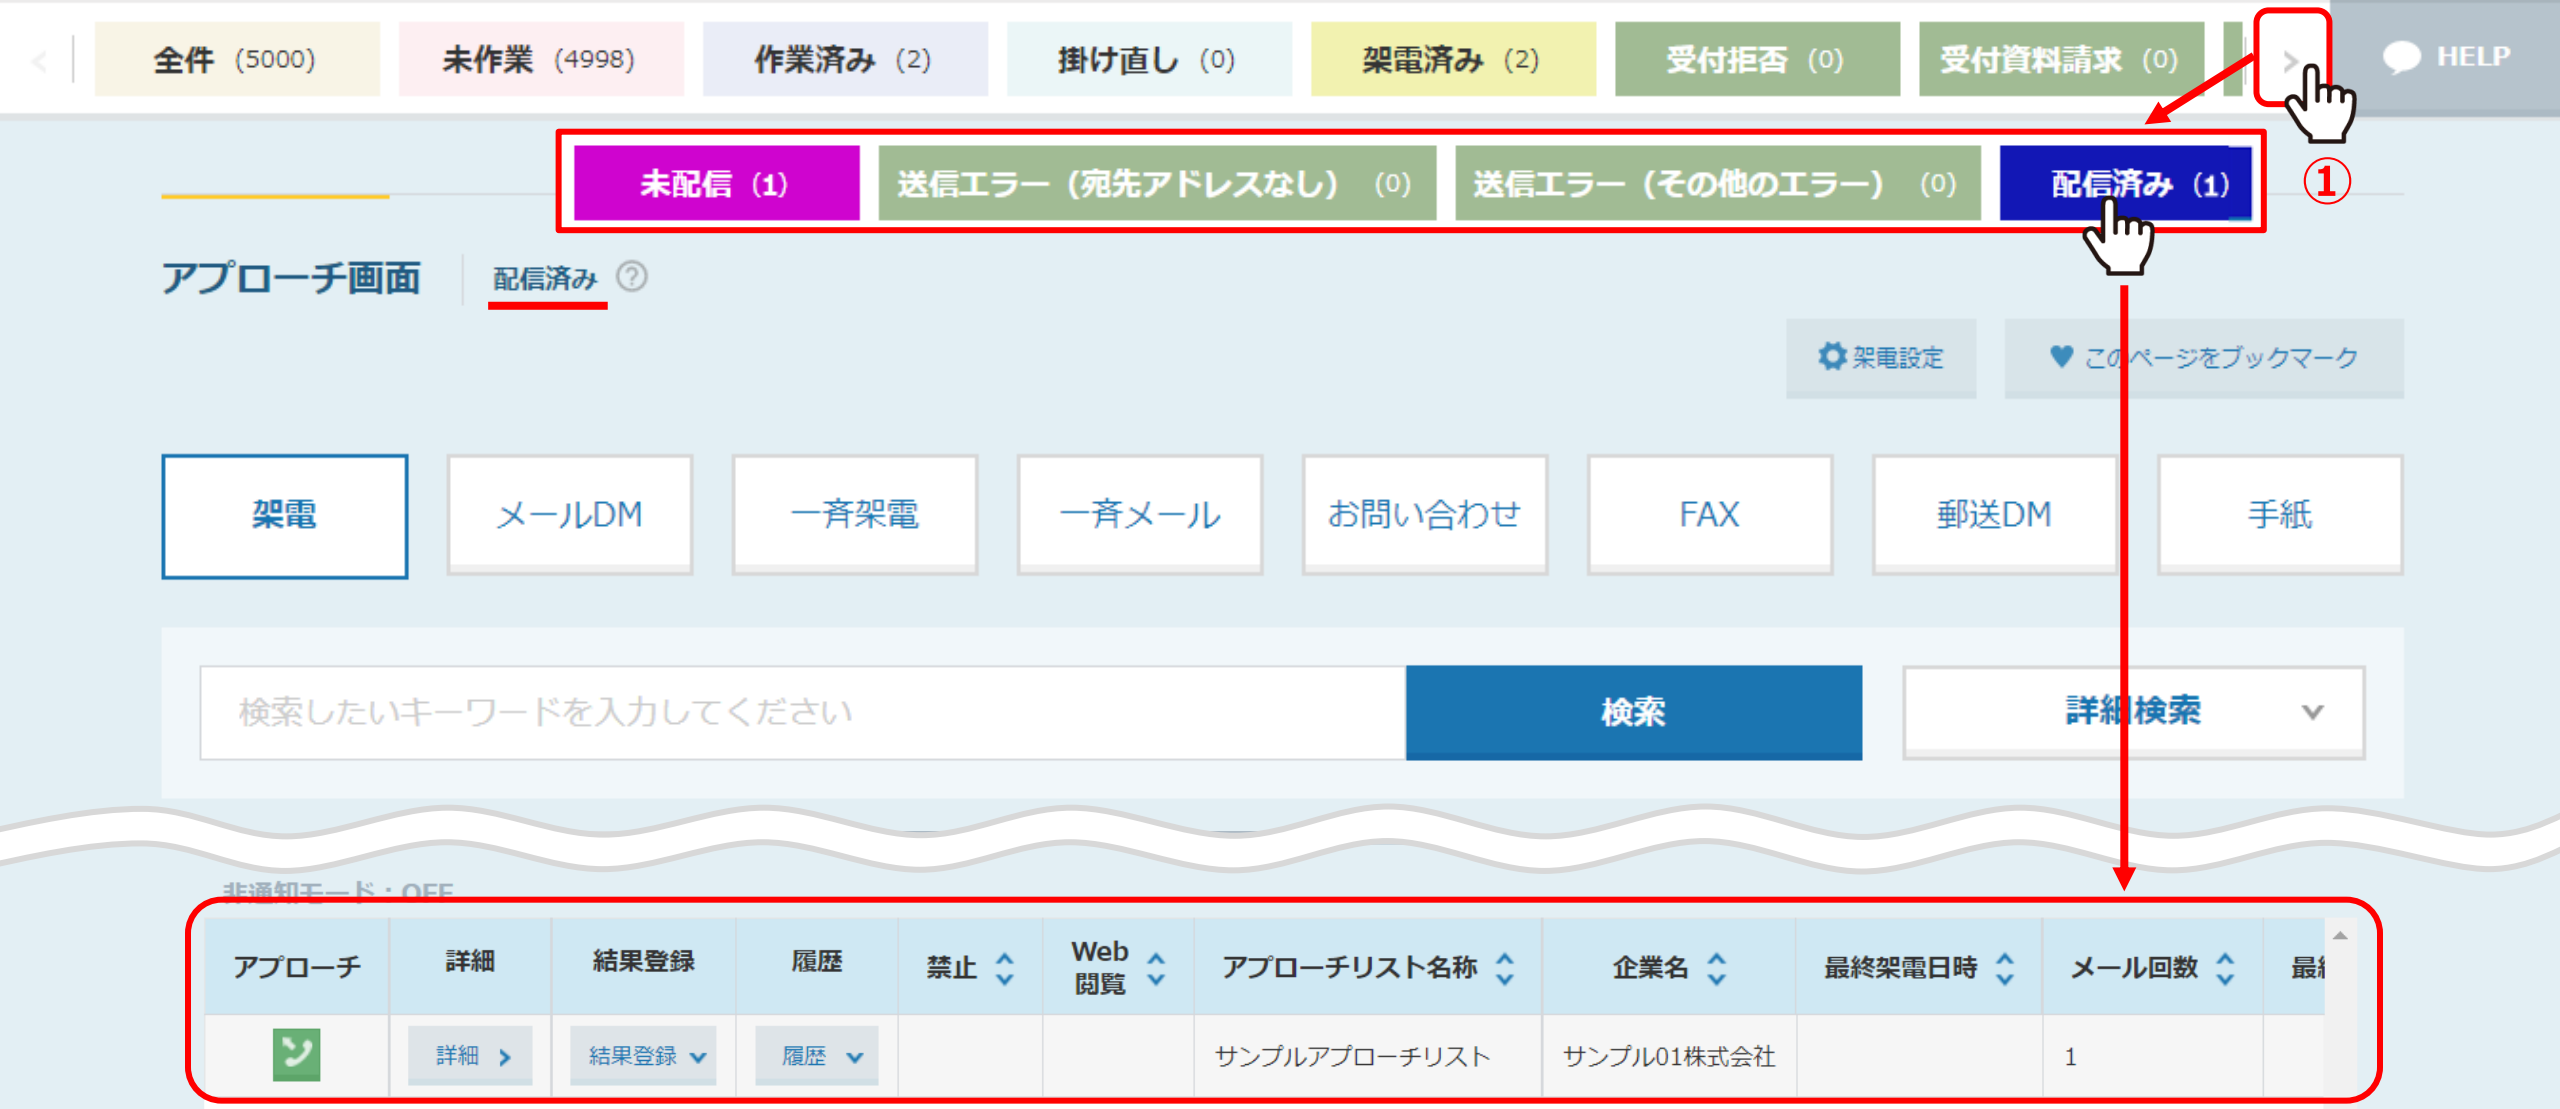 全件 (5000) 未作業 (4998) 作業済み (2) 掛け直し (0) 架電済み (2) 受付拒否 (0) 受付資料請求 (0) HELP
未配信 (1) 送信エラー（宛先アドレスなし） (0) 送信エラー（その他のエラー） (0) 配信済み (1) ①
アプローチ画面 配信済み ?
架電設定 このページをブックマーク
架電 メールDM 一斉架電 一斉メール お問い合わせ FAX 郵送DM 手紙
検索したいキーワードを入力してください 検索 詳細検索
非通知モード：OFF
アプローチ 詳細 結果登録 履歴 禁止 Web 閲覧 アプローチリスト名称 企業名 最終架電日時 メール回数 最終
詳細 結果登録 履歴 サンプルアプローチリスト サンプル01株式会社 1